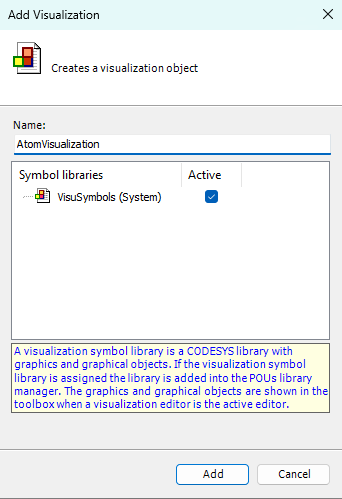 Add Visualization
Creates a visualization object
Name:
AtomVisualization
Symbol libraries Active
VisuSymbols (System)
A visualization symbol library is a CODESYS library with
graphics and graphical objects. If the visualization symbol
library is assigned the library is added into the POUs library
manager. The graphics and graphical objects are shown in the
toolbox when a visualization editor is the active editor.
Add Cancel